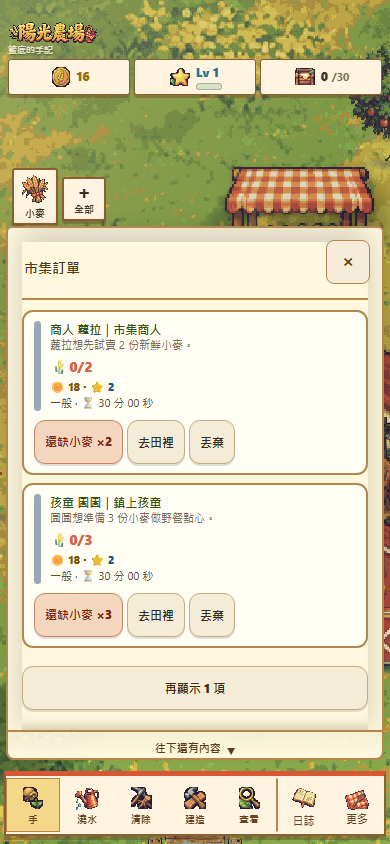 陽光農場
籃底的手記
16
Lv 1
0 /30
小麥
+
全部
市集訂單
×
商人 蘿拉 | 市集商人
蘿拉想先試賣 2 份新鮮小麥。
0/2
18 · 2
一般 · 30 分 00 秒
還缺小麥 ×2
去田裡
丟棄
孩童 圓圓 | 鎮上孩童
圓圓想準備 3 份小麥做野餐點心。
0/3
18 · 2
一般 · 30 分 00 秒
還缺小麥 ×3
去田裡
丟棄
再顯示 1 項
往下還有內容 ▼
手
澆水
清除
建造
查看
日誌
更多